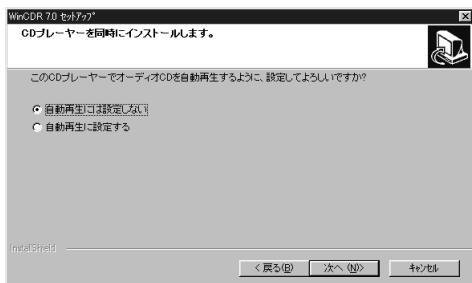 WinCDR 7.0 ｾｯﾄｱｯﾌﾟ
CDプレーヤーを同時にインストールします。
このCDプレーヤーでオーディオCDを自動再生するように、設定してよろしいですか?
自動再生には設定しない
自動再生に設定する
InstallShield
< 戻る(B)
次へ (N)>
ｷｬﾝｾﾙ